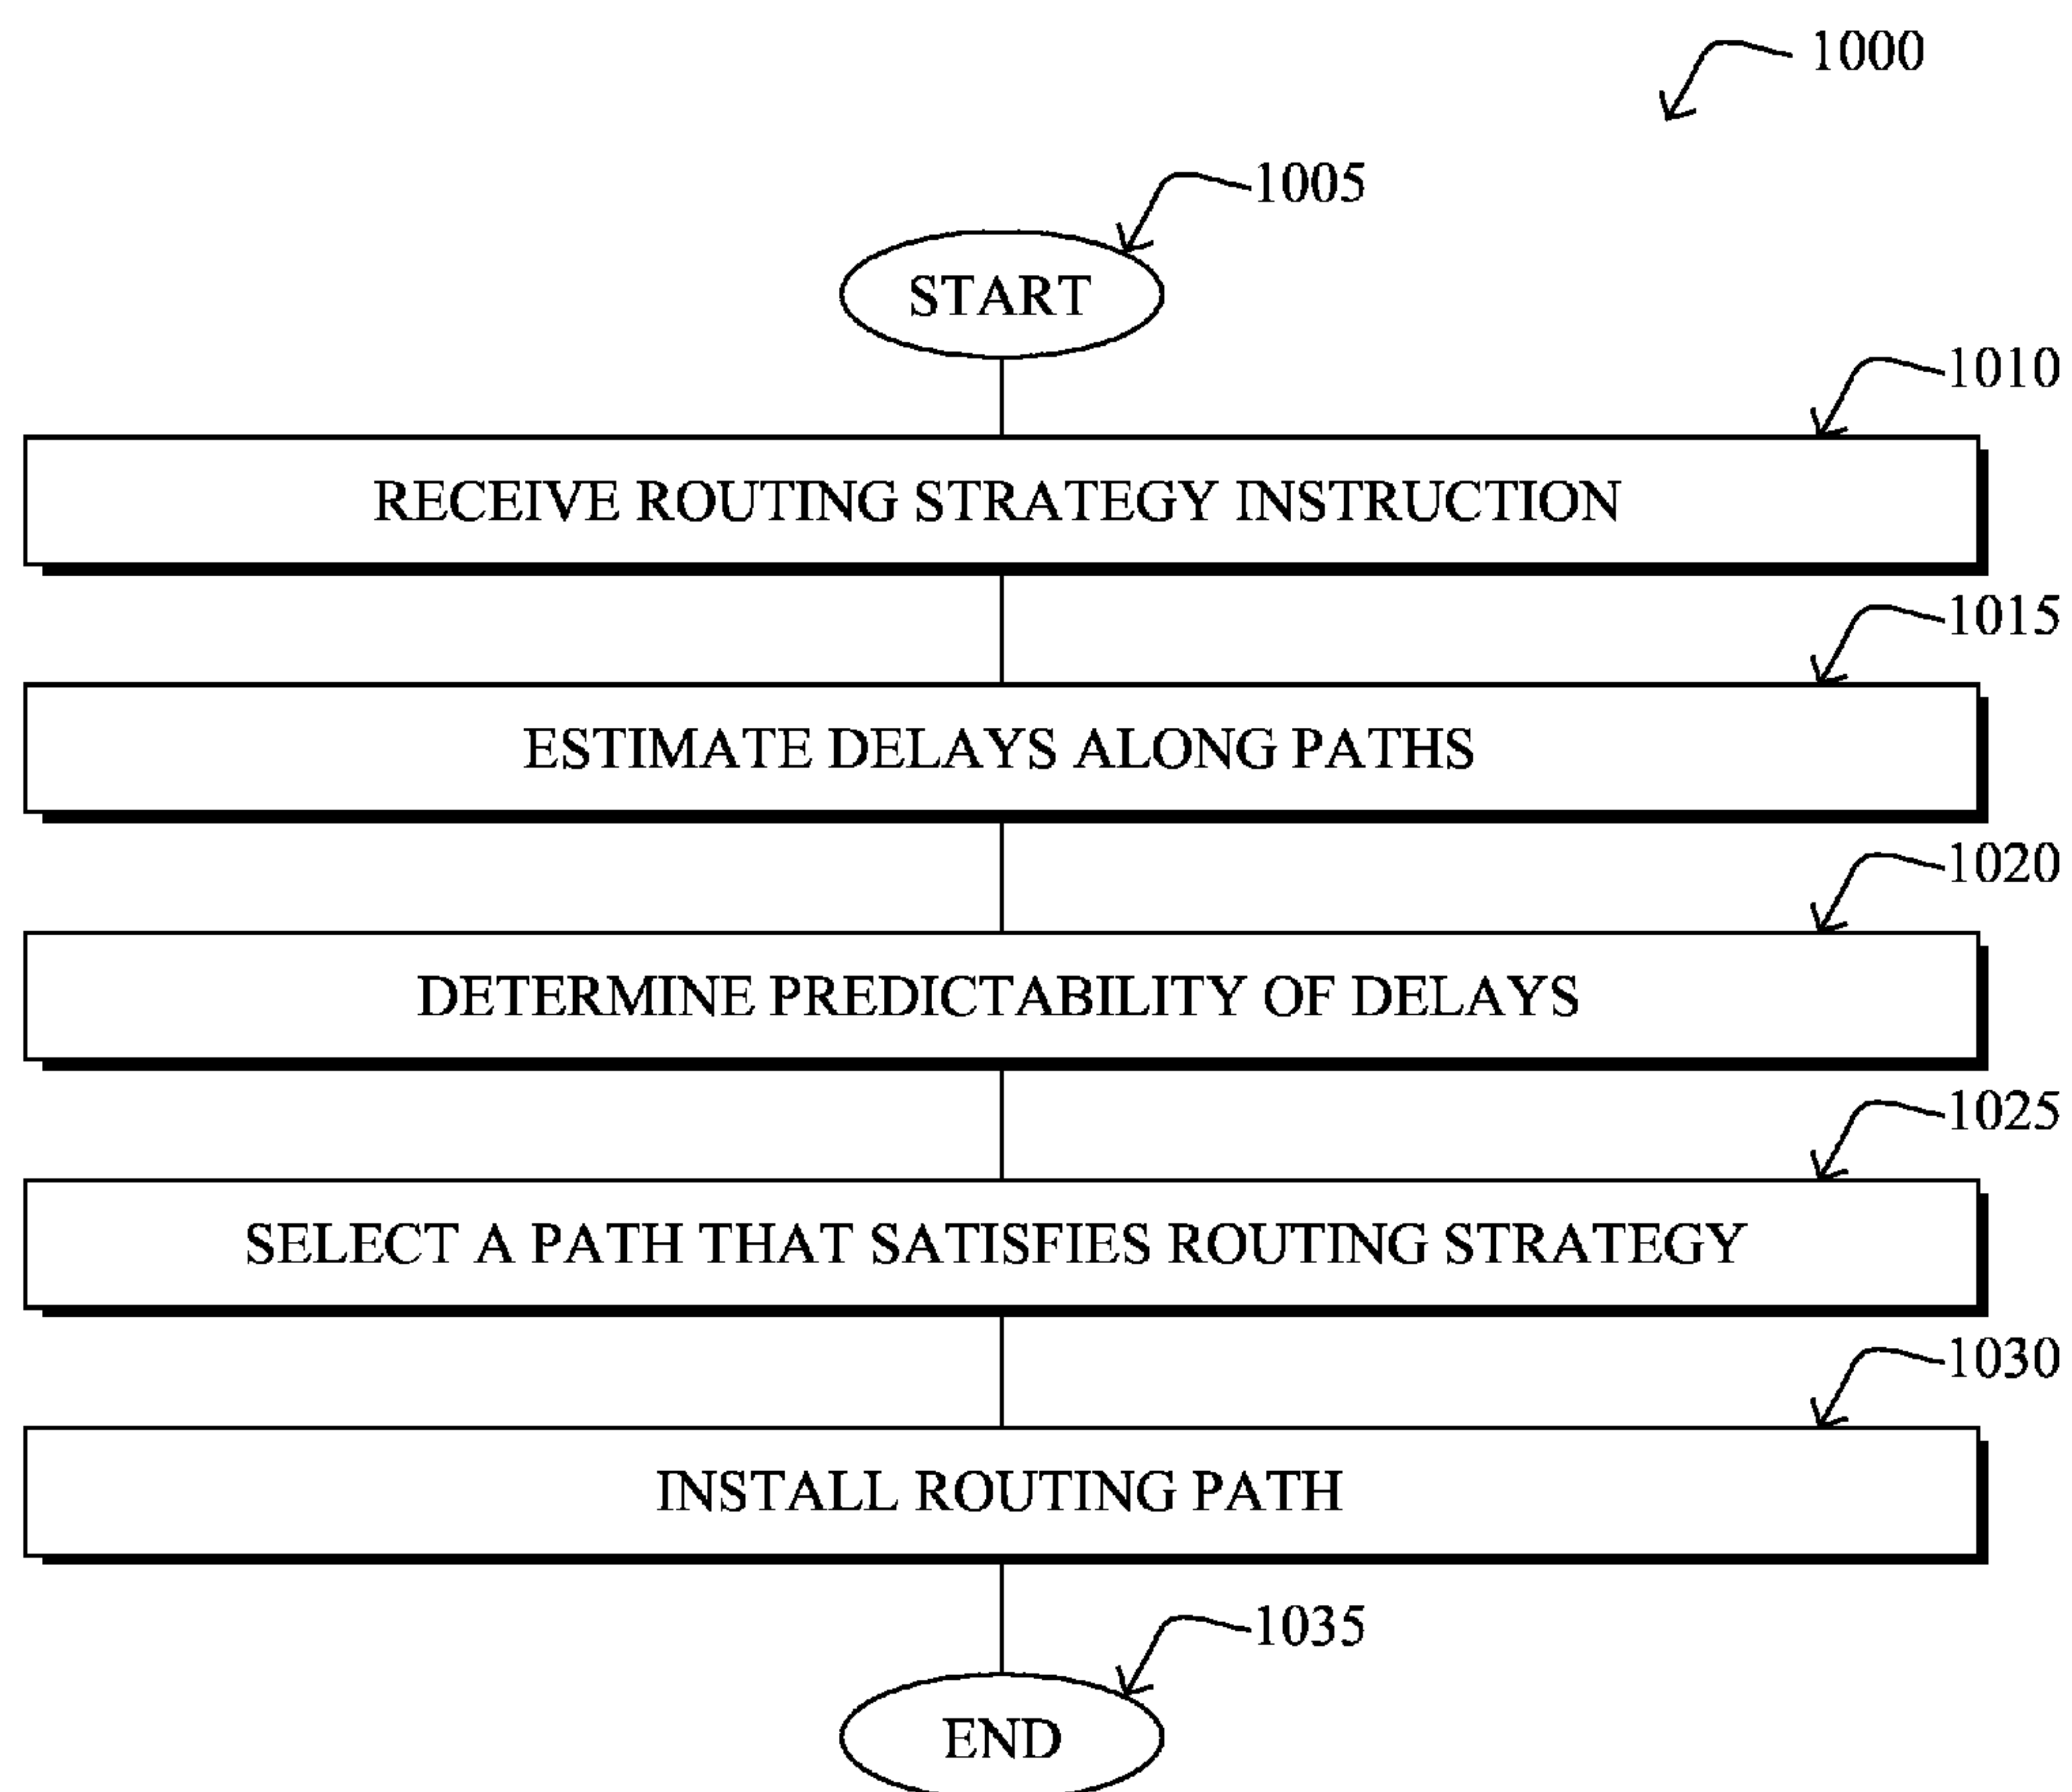 1000
1005
START
1010
RECEIVE ROUTING STRATEGY INSTRUCTION
1015
ESTIMATE DELAYS ALONG PATHS
1020
DETERMINE PREDICTABILITY OF DELAYS
1025
SELECT A PATH THAT SATISFIES ROUTING STRATEGY
1030
INSTALL ROUTING PATH
1035
END